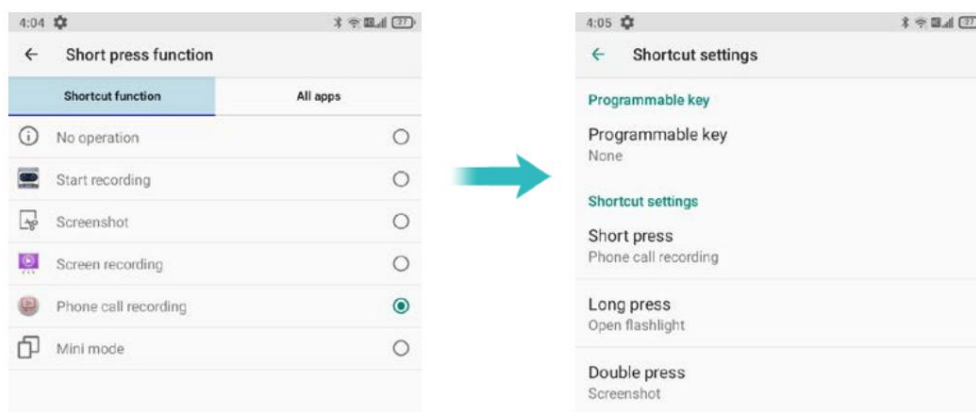 4:04
27
Short press function
Shortcut function
All apps
No operation
Start recording
Screenshot
Screen recording
Phone call recording
Mini mode
4:05
27
Shortcut settings
Programmable key
Programmable key
None
Shortcut settings
Short press
Phone call recording
Long press
Open flashlight
Double press
Screenshot